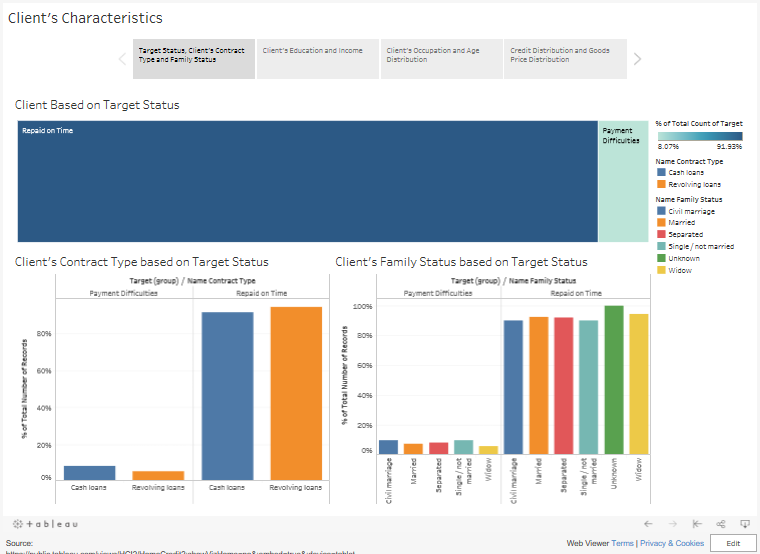 Client's Characteristics
Target Status, Client's Contract
Type and Family Status
Client's Education and Income
Client's Occupation and Age
Distribution
Credit Distribution and Goods
Price Distribution
Client Based on Target Status
Repaid on Time
Payment
Difficulties
% of Total Count of Target
8.07%
91.93%
Name Contract Type
Cash loans
Revolving loans
Name Family Status
Civil marriage
Married
Separated
Single / not married
Unknown
Widow
Client's Contract Type based on Target Status
Target (group) / Name Contract Type
Payment Difficulties
Repaid on Time
% of Total Number of Records
80%
60%
40%
20%
0%
Cash loans
Revolving loans
Cash loans
Revolving loans
Client's Family Status based on Target Status
Target (group) / Name Family Status
Payment Difficulties
Repaid on Time
% of Total Number of Records
100%
80%
60%
40%
20%
0%
Civil marriage
Married
Separated
Single / not
married
Widow
Civil marriage
Married
Separated
Single / not
married
Unknown
Widow
+ a b l e a u
Source:
Web Viewer Terms | Privacy & Cookies
Edit